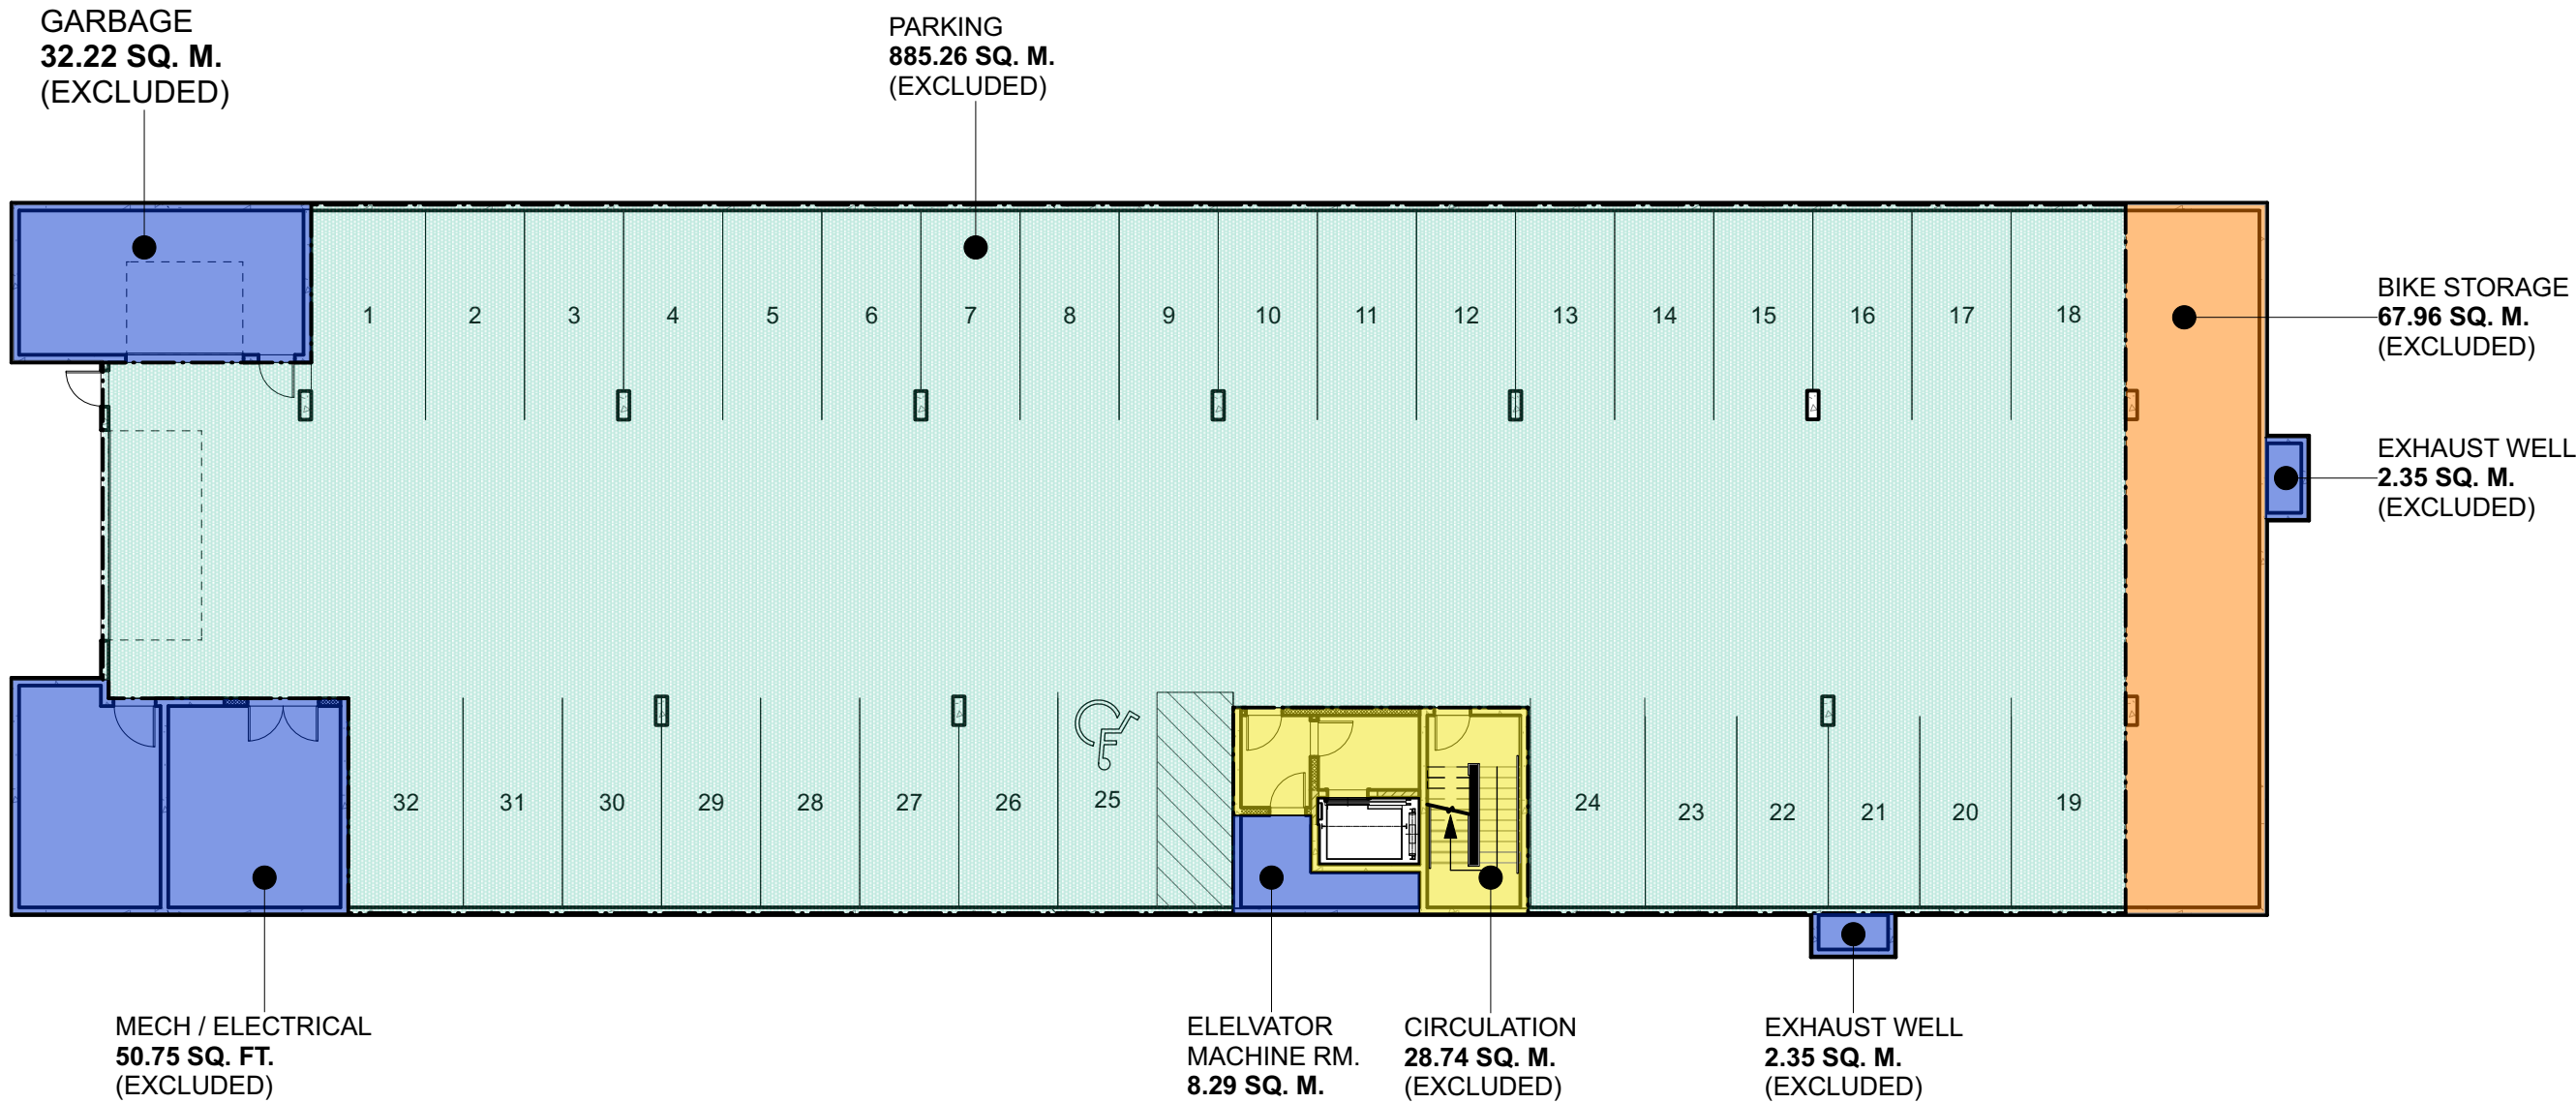 GARBAGE
32.22 SQ. M.
(EXCLUDED)
PARKING
885.26 SQ. M.
(EXCLUDED)
1 2 3 4 5 6 7 8 9 10 11 12 13 14 15 16 17 18
BIKE STORAGE
67.96 SQ. M.
(EXCLUDED)
EXHAUST WELL
2.35 SQ. M.
(EXCLUDED)
32 31 30 29 28 27 26 25 24 23 22 21 20 19
MECH / ELECTRICAL
50.75 SQ. FT.
(EXCLUDED)
ELELVATOR
MACHINE RM.
8.29 SQ. M.
CIRCULATION
28.74 SQ. M.
(EXCLUDED)
EXHAUST WELL
2.35 SQ. M.
(EXCLUDED)